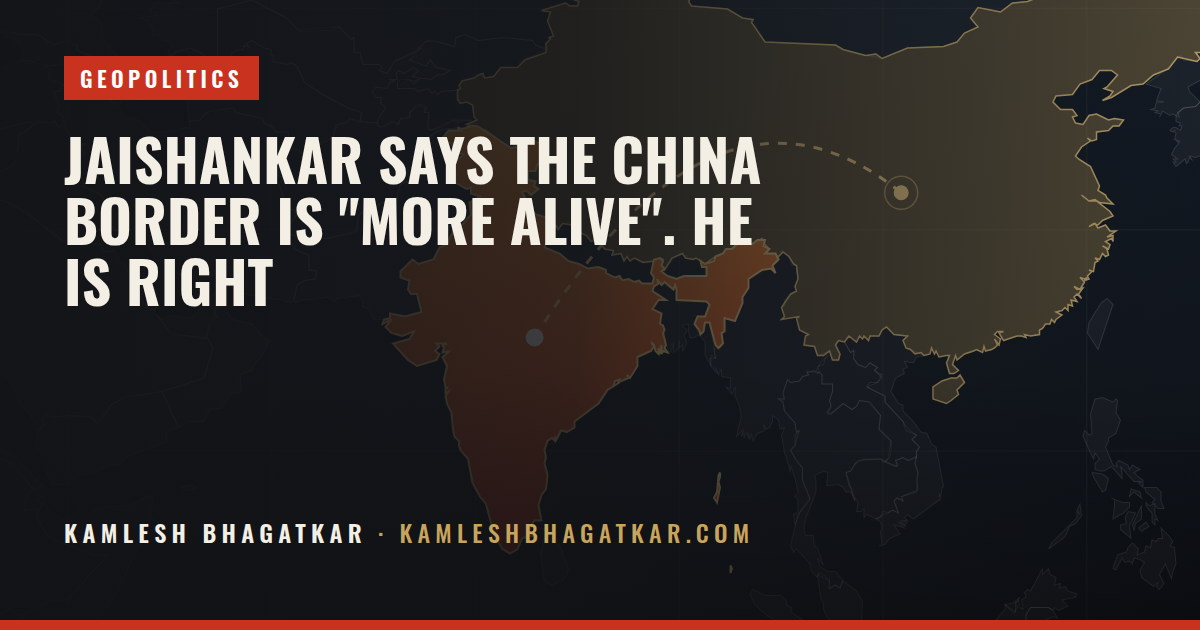 GEOPOLITICS
JAISHANKAR SAYS THE CHINA
BORDER IS "MORE ALIVE". HE
IS RIGHT
KAMLESH BHAGATKAR · KAMLESHBHAGATKAR.COM